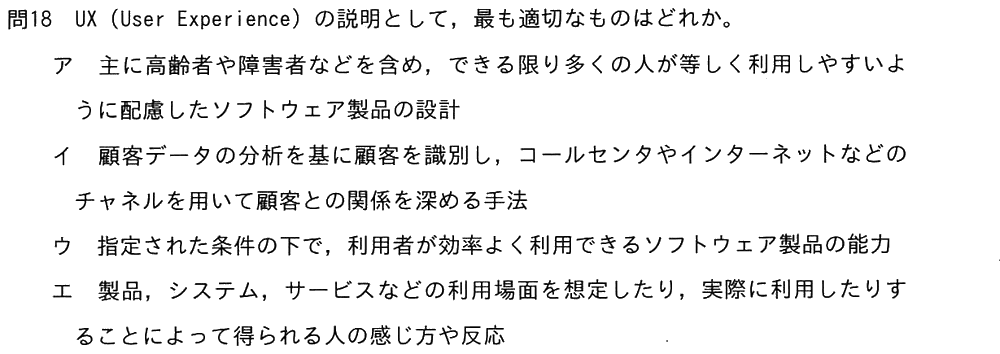 問18 UX（User Experience）の説明として，最も適切なものはどれか。
ア 主に高齢者や障害者などを含め，できる限り多くの人が等しく利用しやすいよ
うに配慮したソフトウェア製品の設計
イ 顧客データの分析を基に顧客を識別し，コールセンタやインターネットなどの
チャネルを用いて顧客との関係を深める手法
ウ 指定された条件の下で，利用者が効率よく利用できるソフトウェア製品の能力
エ 製品，システム，サービスなどの利用場面を想定したり，実際に利用したりす
ることによって得られる人の感じ方や反応